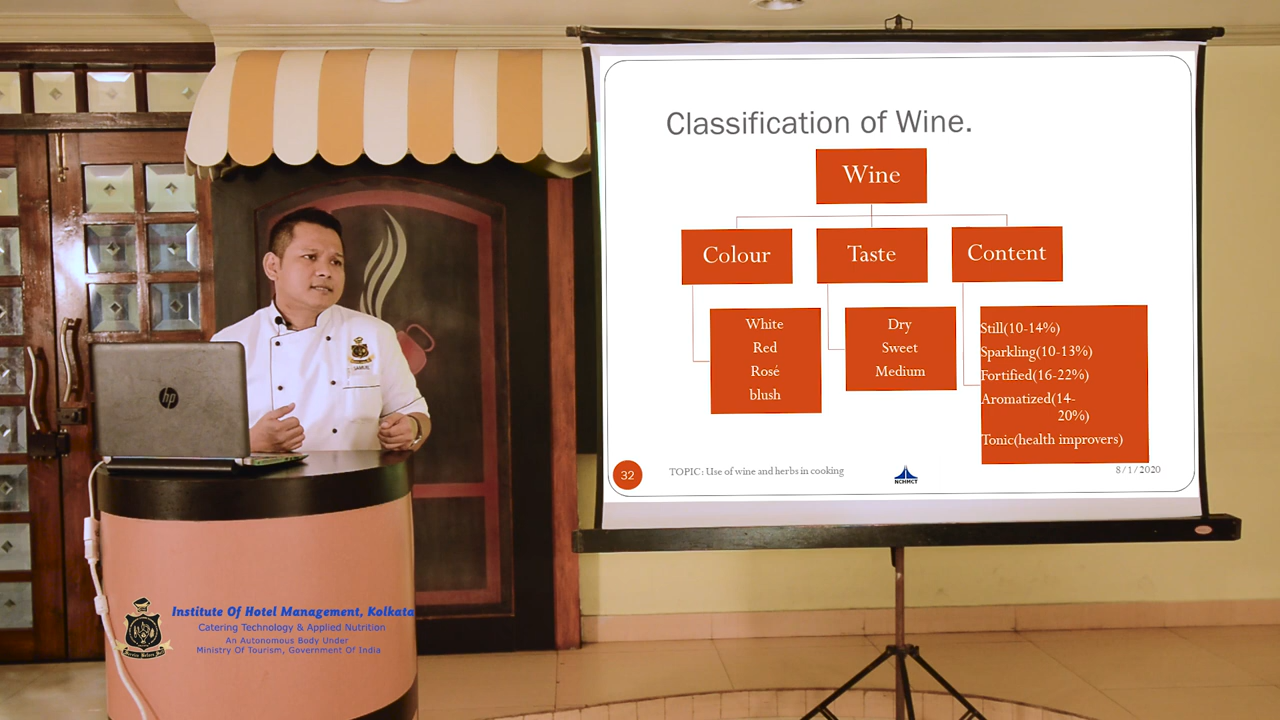 Classification of Wine.
Wine
Colour
Taste
Content
White
Red
Rosé
blush
Dry
Sweet
Medium
Still(10-14%)
Sparkling(10-13%)
Fortified(16-22%)
Aromatized(14-
20%)
Tonic(health improvers)
32
TOPIC: Use of wine and herbs in cooking
NCHMCT
8/1/2020
SAMUEL
hp
Institute Of Hotel Management, Kolkata
Catering Technology & Applied Nutrition
An Autonomous Body Under
Ministry Of Tourism, Government Of India